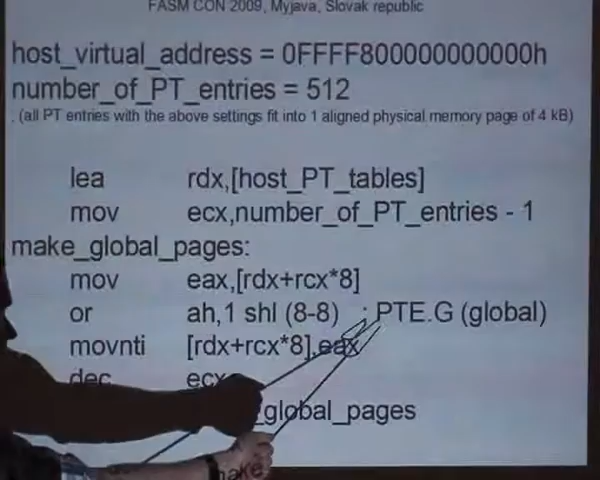 FASM CON 2009, Myjava, Slovak republic
host_virtual_address = 0FFFF800000000000h
number_of_PT_entries = 512
; (all PT entries with the above settings fit into 1 aligned physical memory page of 4 kB)
lea rdx,[host_PT_tables]
mov ecx,number_of_PT_entries - 1
make_global_pages:
mov eax,[rdx+rcx*8]
or ah,1 shl (8-8) ; PTE.G (global)
movnti [rdx+rcx*8],eax
dec ecx
_global_pages
make